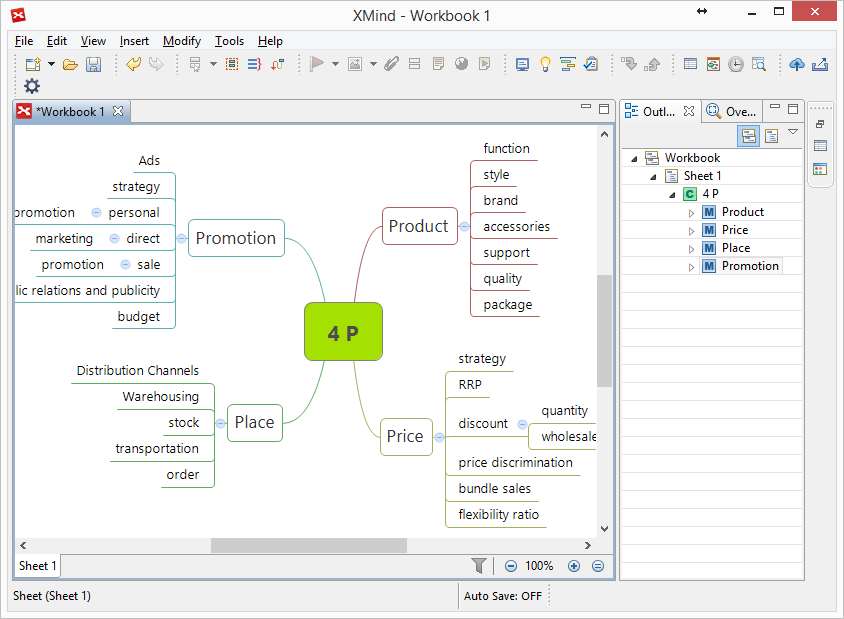 XMind - Workbook 1
File Edit View Insert Modify Tools Help
*Workbook 1
Outl...
Ove...
Ads
strategy
promotion
personal
marketing
direct
promotion
sale
relations and publicity
budget
Promotion
Distribution Channels
Warehousing
stock
transportation
order
Place
4 P
function
style
brand
accessories
support
quality
package
Product
strategy
RRP
discount
quantity
wholesale
price discrimination
bundle sales
flexibility ratio
Price
Workbook
Sheet 1
C 4 P
M Product
M Price
M Place
M Promotion
Sheet 1
100%
Sheet (Sheet 1)
Auto Save: OFF